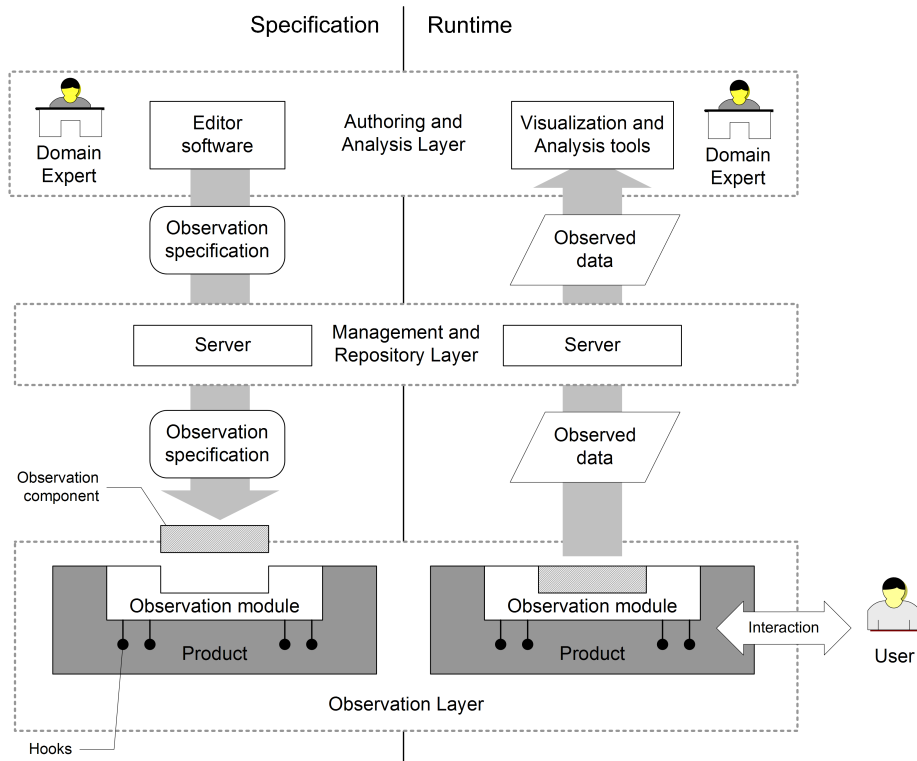 Specification
Runtime
Domain
Expert
Editor
software
Authoring and
Analysis Layer
Visualization and
Analysis tools
Domain
Expert
Observation
specification
Observed
data
Server
Management and
Repository Layer
Server
Observation
specification
Observed
data
Observation
component
Observation module
Product
Observation module
Product
Interaction
User
Observation Layer
Hooks